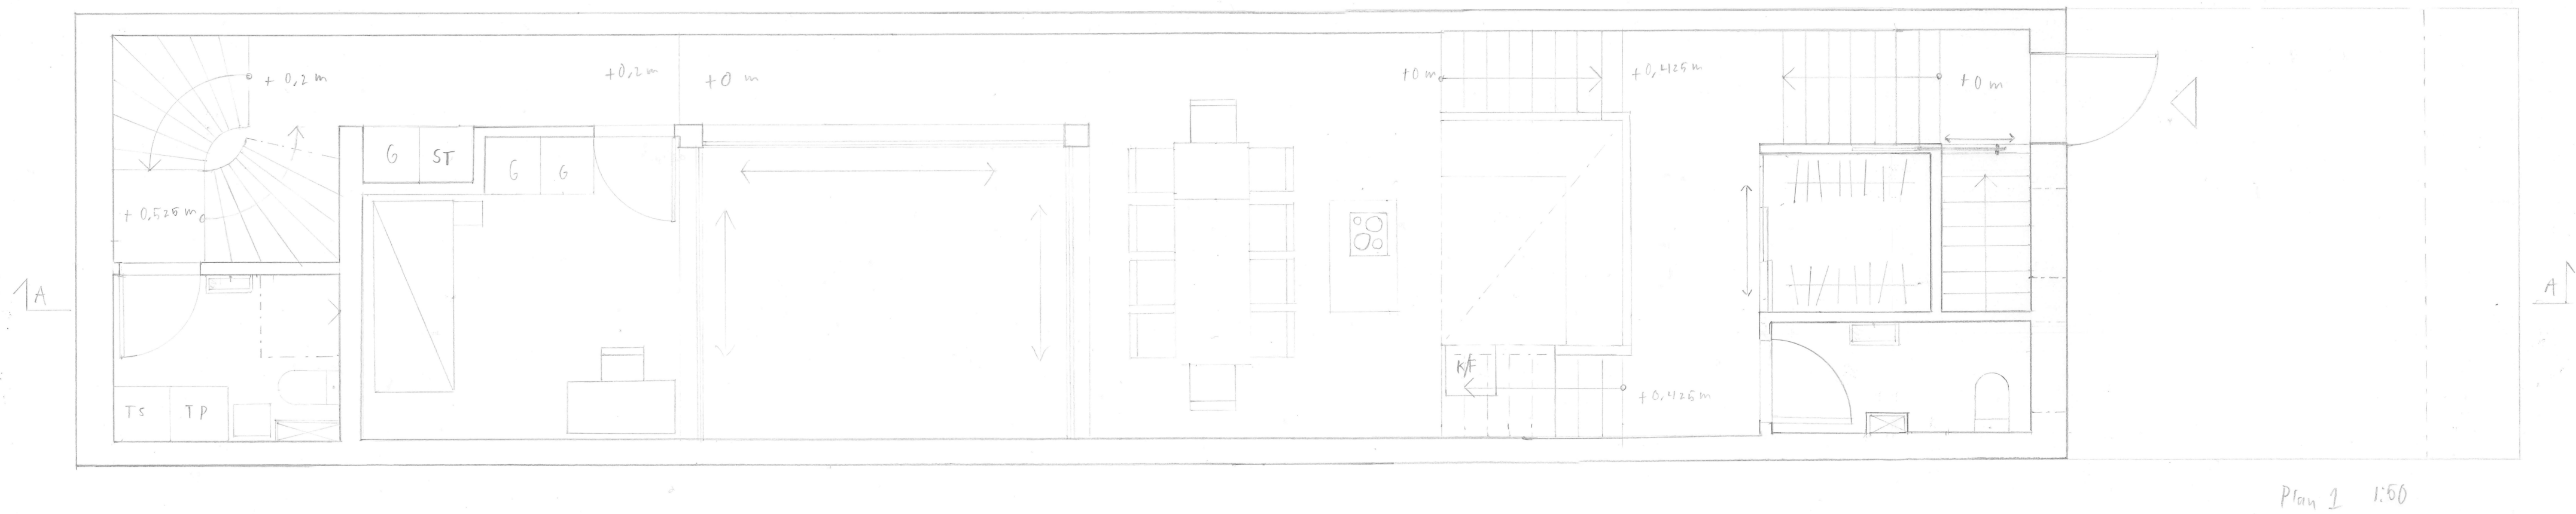 + 0,2 m
+0,2 m
+0 m
+0 m
+0,425 m
+0 m
G
ST
G
G
+ 0,525 m
A
A
K/F
+0,425 m
TS
TP
Plan 1 1:50